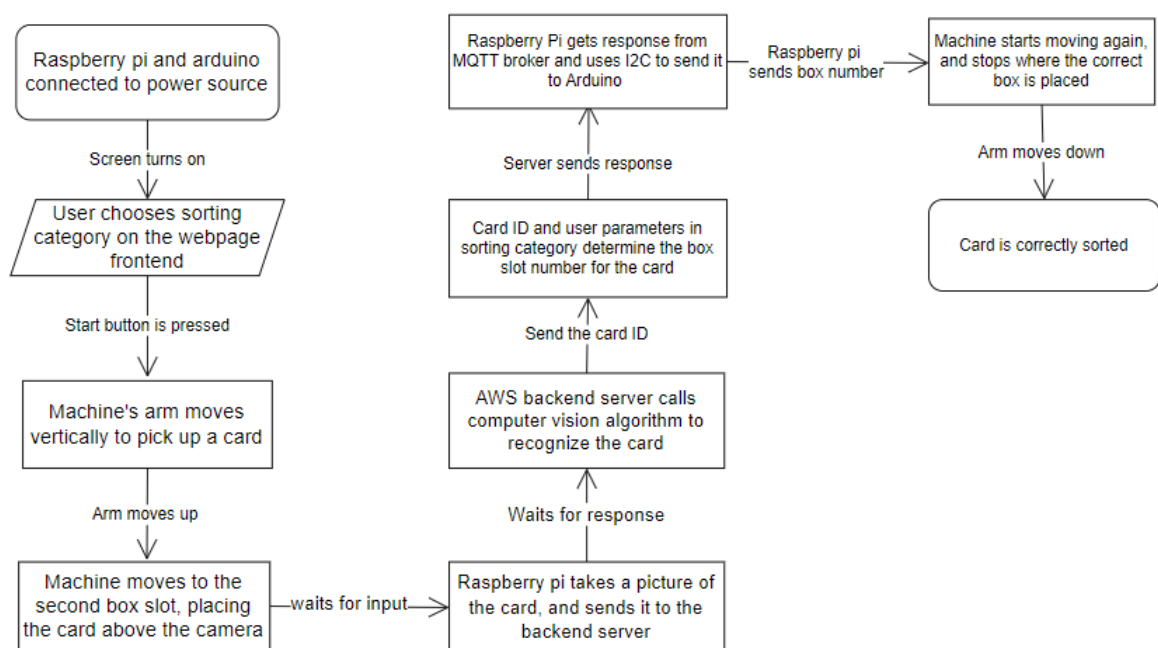 Raspberry pi and arduino
connected to power source
Screen turns on
User chooses sorting
category on the webpage
frontend
Start button is pressed
Machine's arm moves
vertically to pick up a card
Arm moves up
Machine moves to the
second box slot, placing
the card above the camera
waits for input
Raspberry pi takes a picture of
the card, and sends it to the
backend server
Waits for response
AWS backend server calls
computer vision algorithm to
recognize the card
Send the card ID
Card ID and user parameters in
sorting category determine the box
slot number for the card
Server sends response
Raspberry Pi gets response from
MQTT broker and uses I2C to send it
to Arduino
Raspberry pi
sends box number
Machine starts moving again,
and stops where the correct
box is placed
Arm moves down
Card is correctly sorted